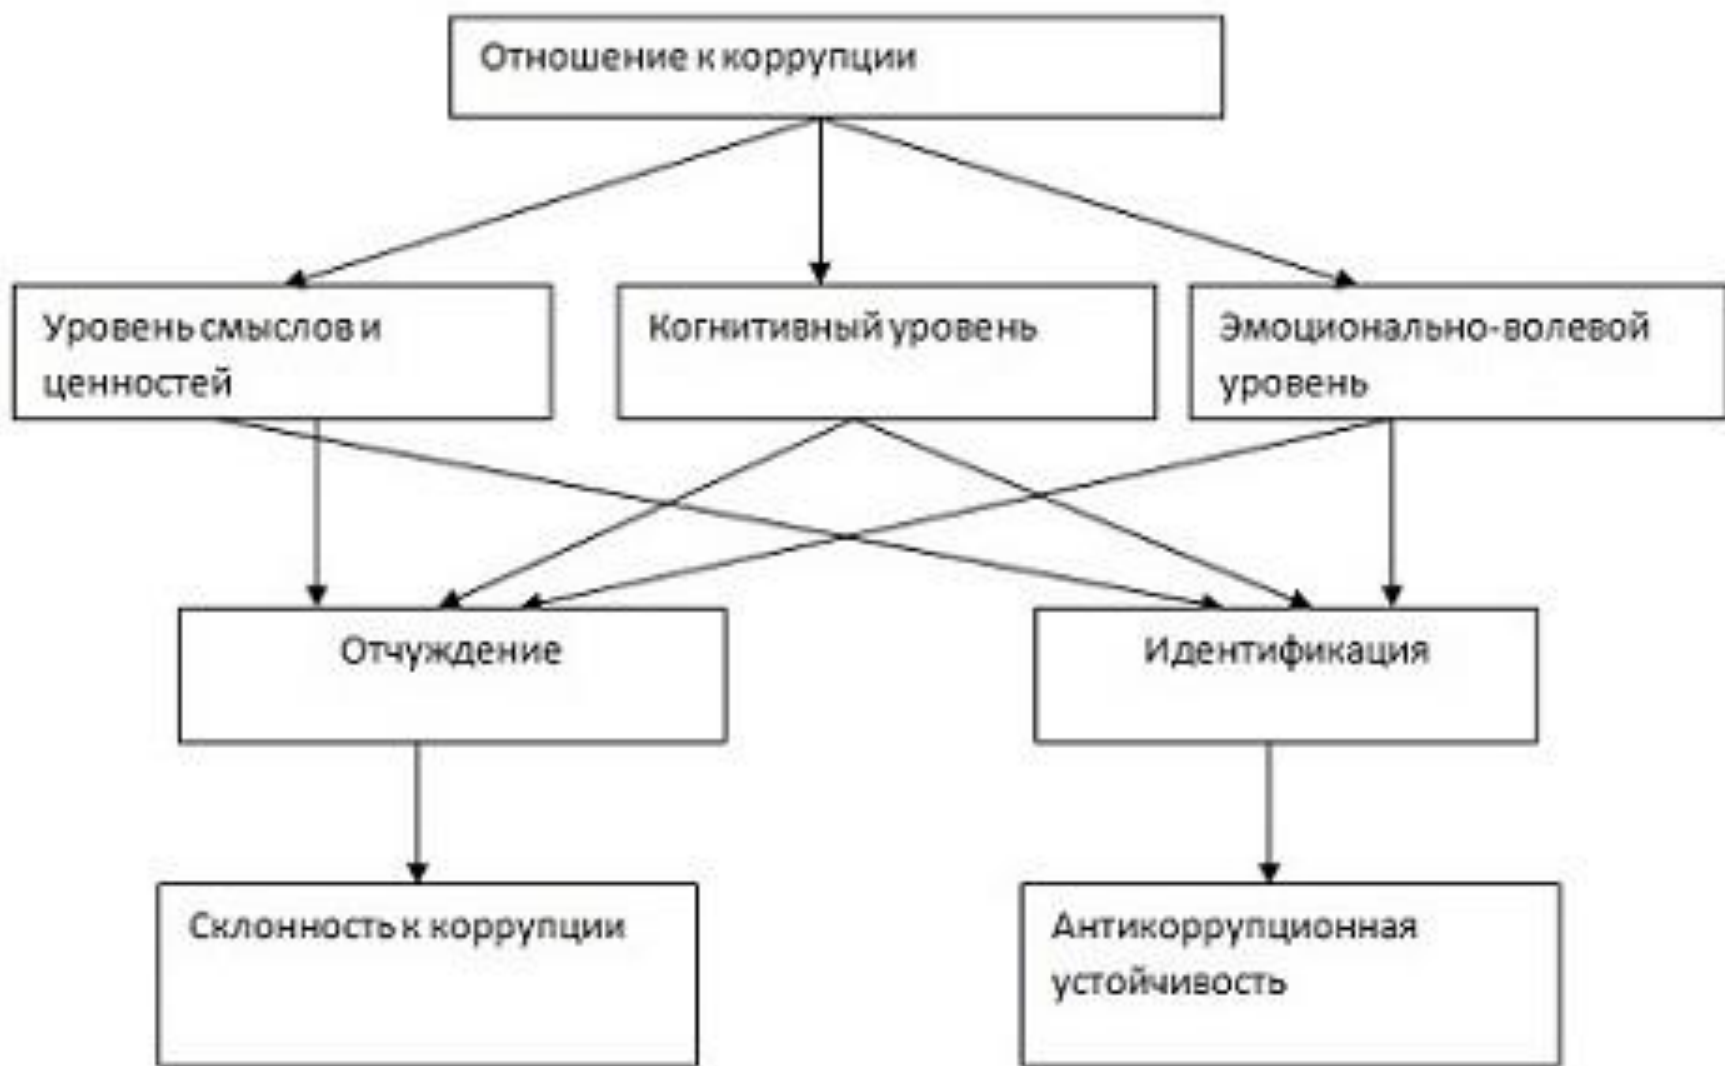 Отношение к коррупции
Уровень смыслов и
ценностей
Когнитивный уровень
Эмоционально-волевой
уровень
Отчуждение
Идентификация
Склонность к коррупции
Антикоррупционная
устойчивость